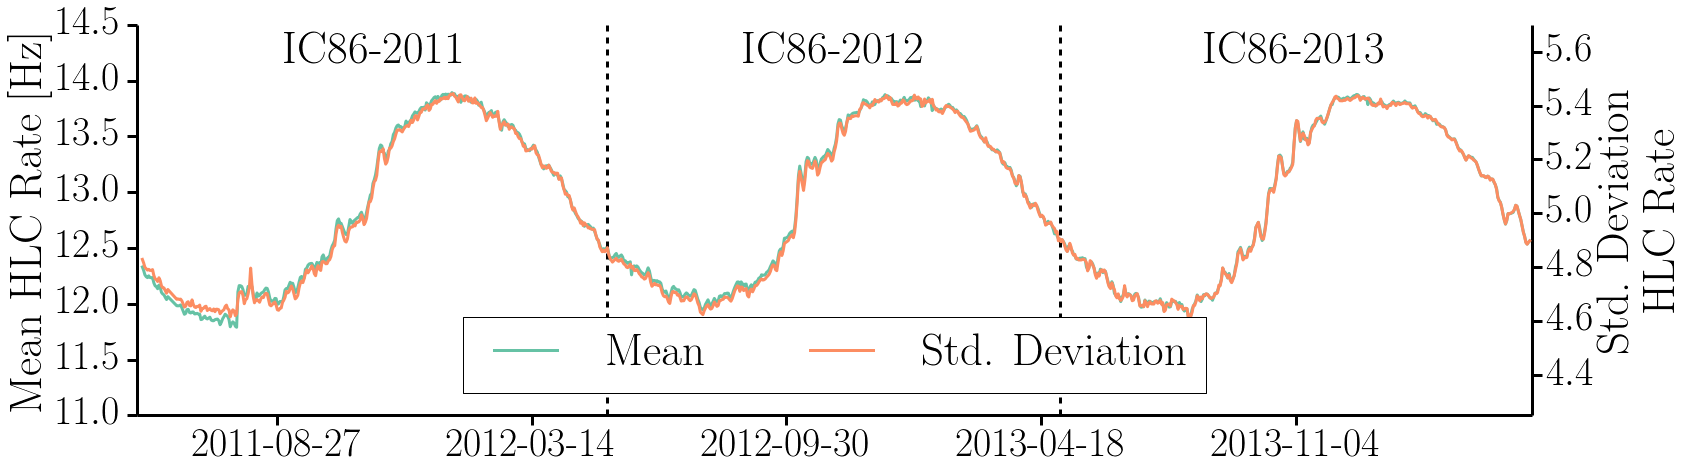 IC86-2011
IC86-2012
IC86-2013
Mean HLC Rate [Hz]
14.5
14.0
13.5
13.0
12.5
12.0
11.5
11.0
5.6
5.4
5.2
5.0
4.8
4.6
4.4
Std. Deviation
HLC Rate
Mean
Std. Deviation
2011-08-27
2012-03-14
2012-09-30
2013-04-18
2013-11-04